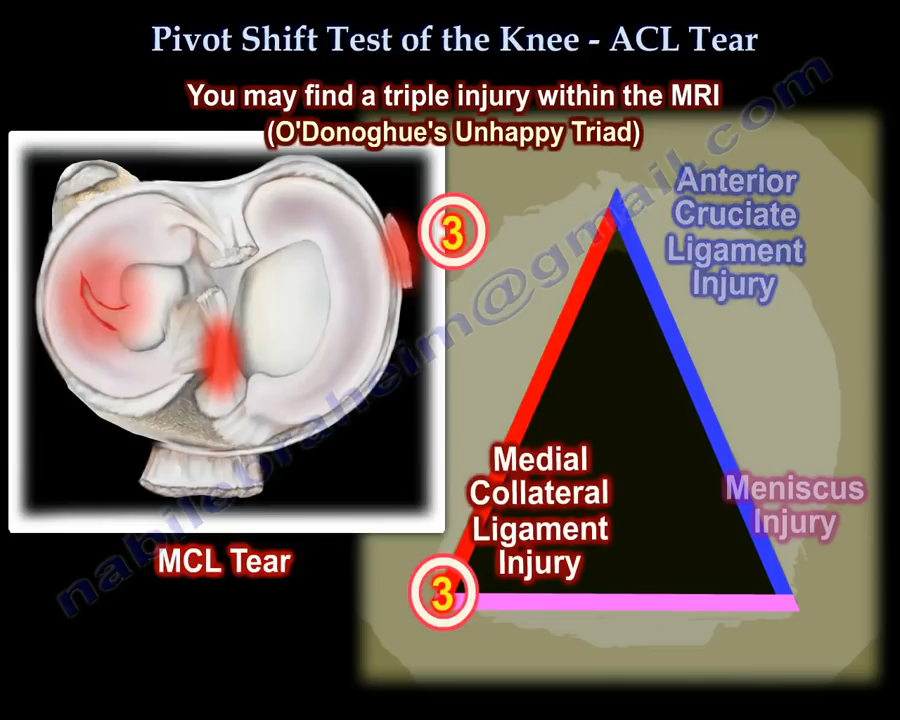 Pivot Shift Test of the Knee - ACL Tear
You may find a triple injury within the MRI
(O'Donoghue's Unhappy Triad)
Anterior
Cruciate
Ligament
Injury
3
Medial
Collateral
Ligament
Injury
Meniscus
Injury
MCL Tear
3
nabilebraheim@gmail.com